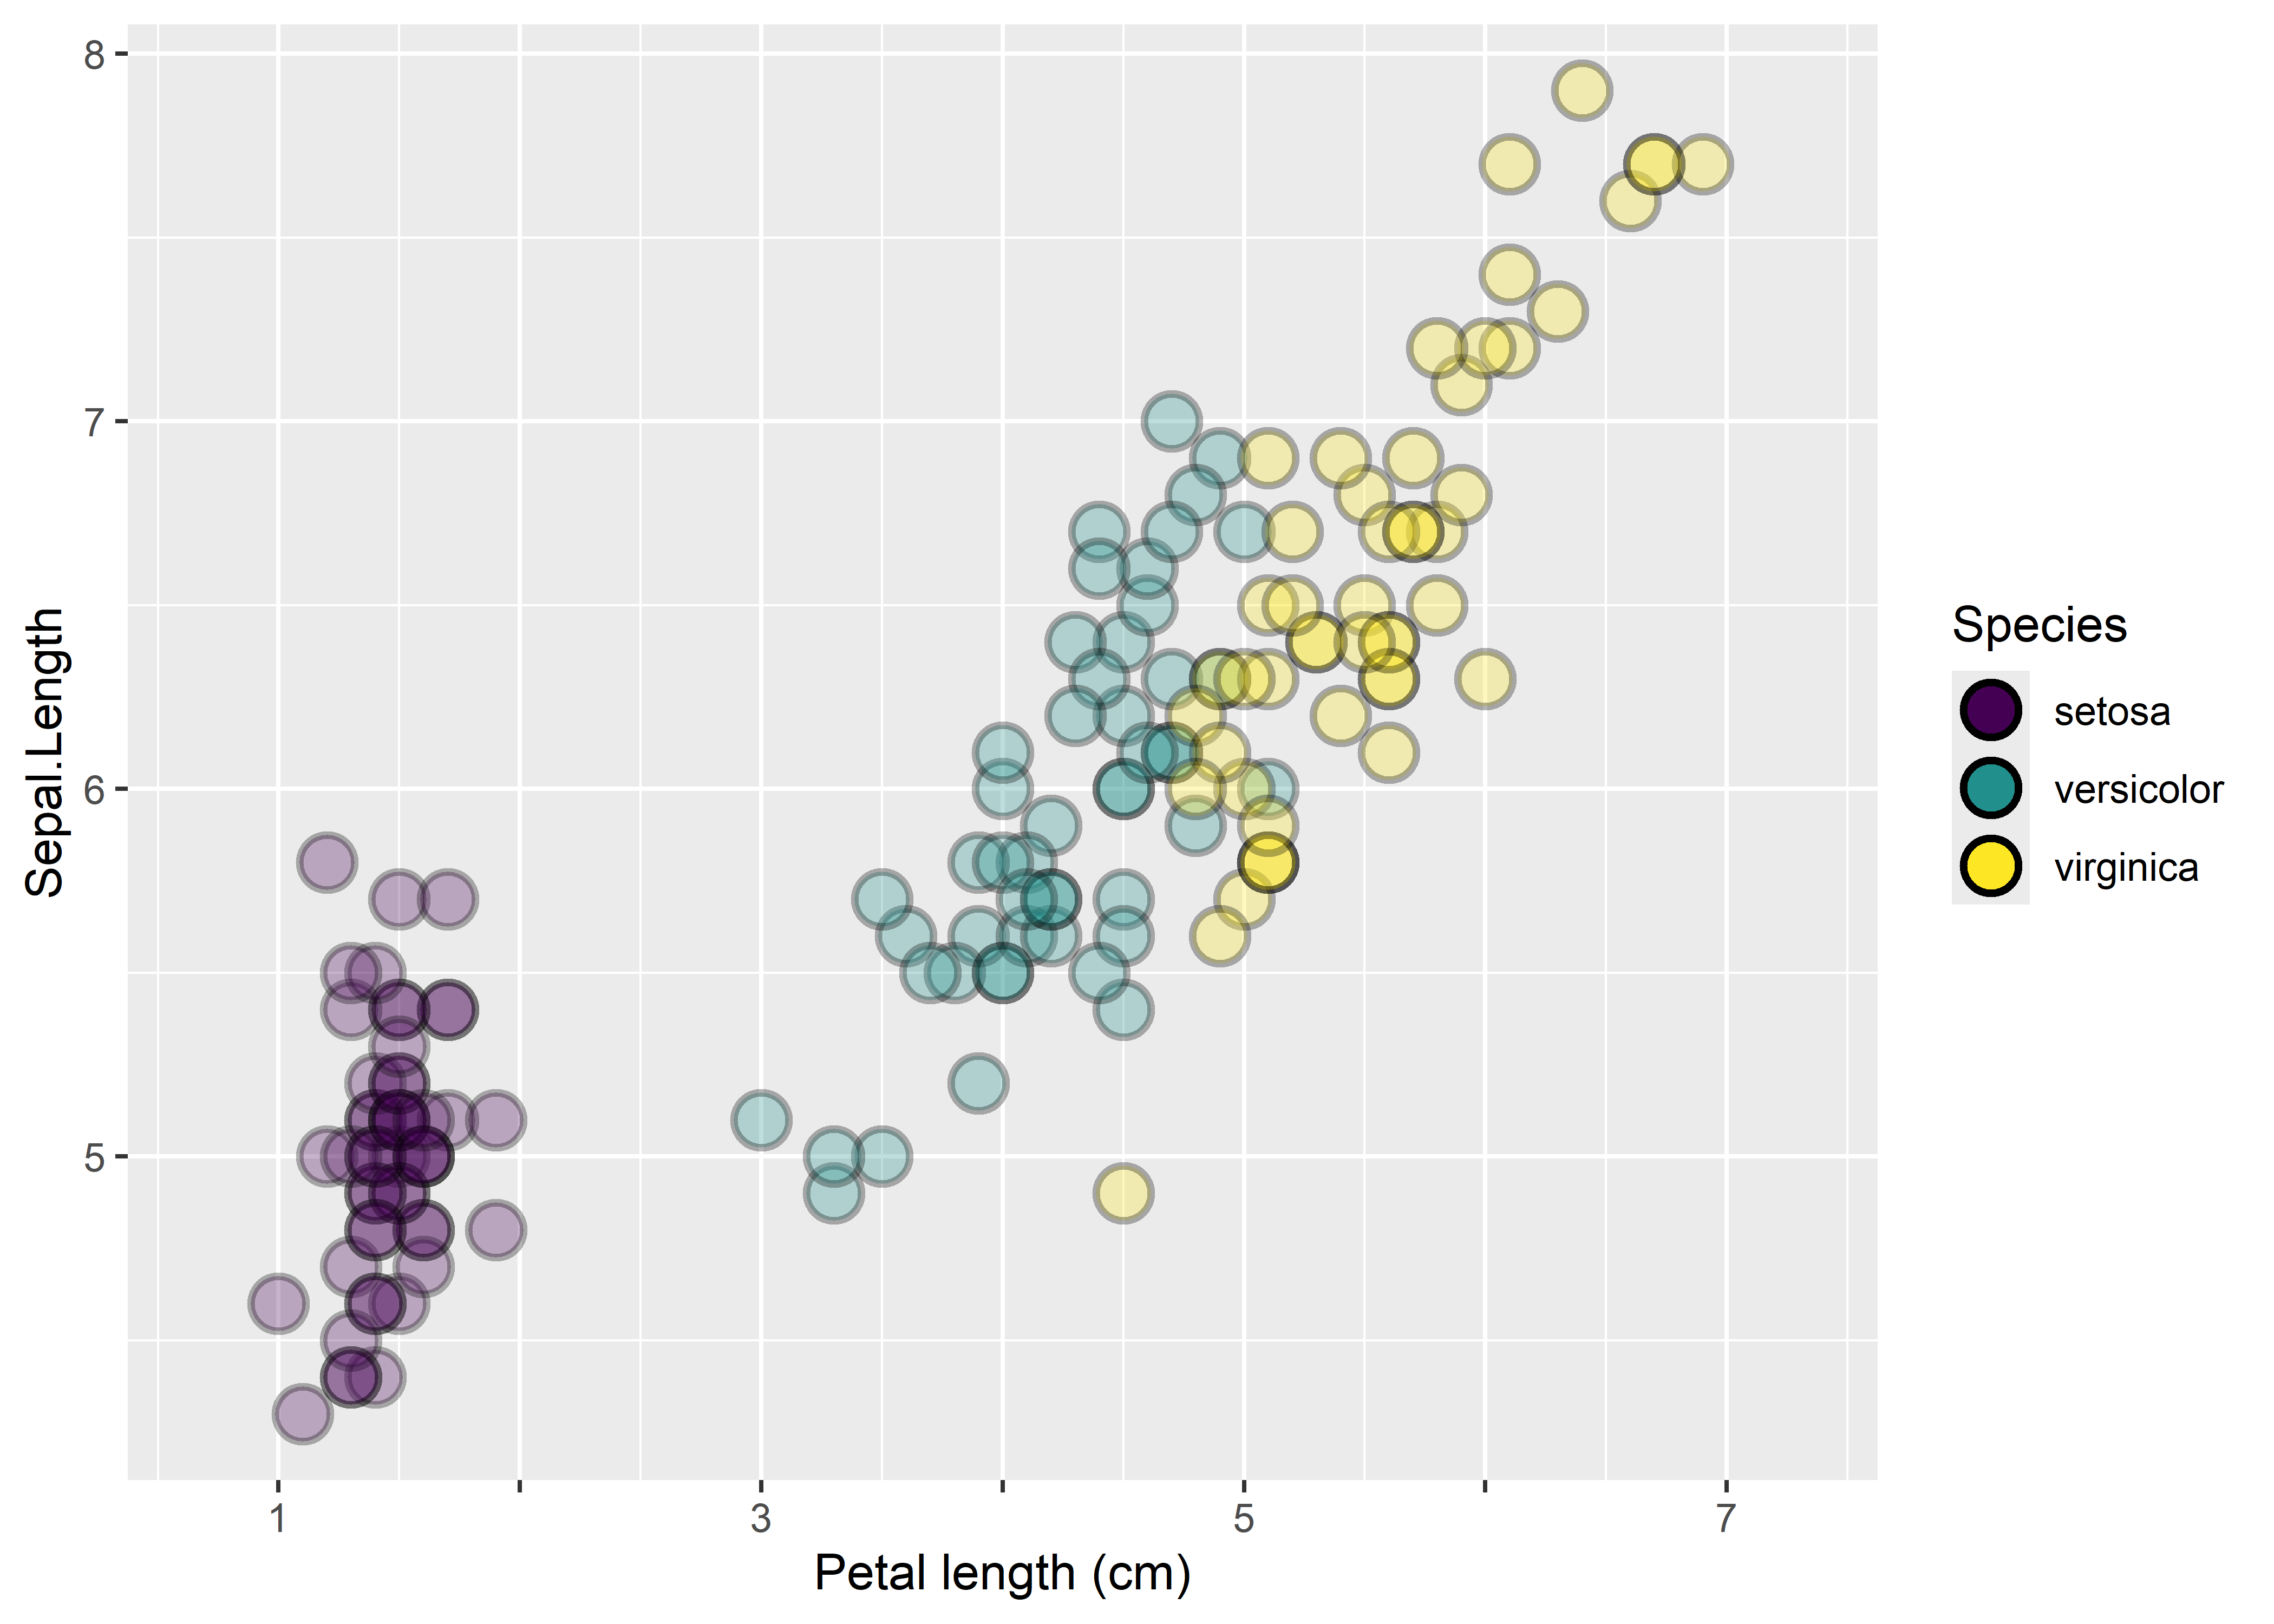 8
7
6
5
Sepal.Length
1 3 5 7
Petal length (cm)
Species
setosa
versicolor
virginica